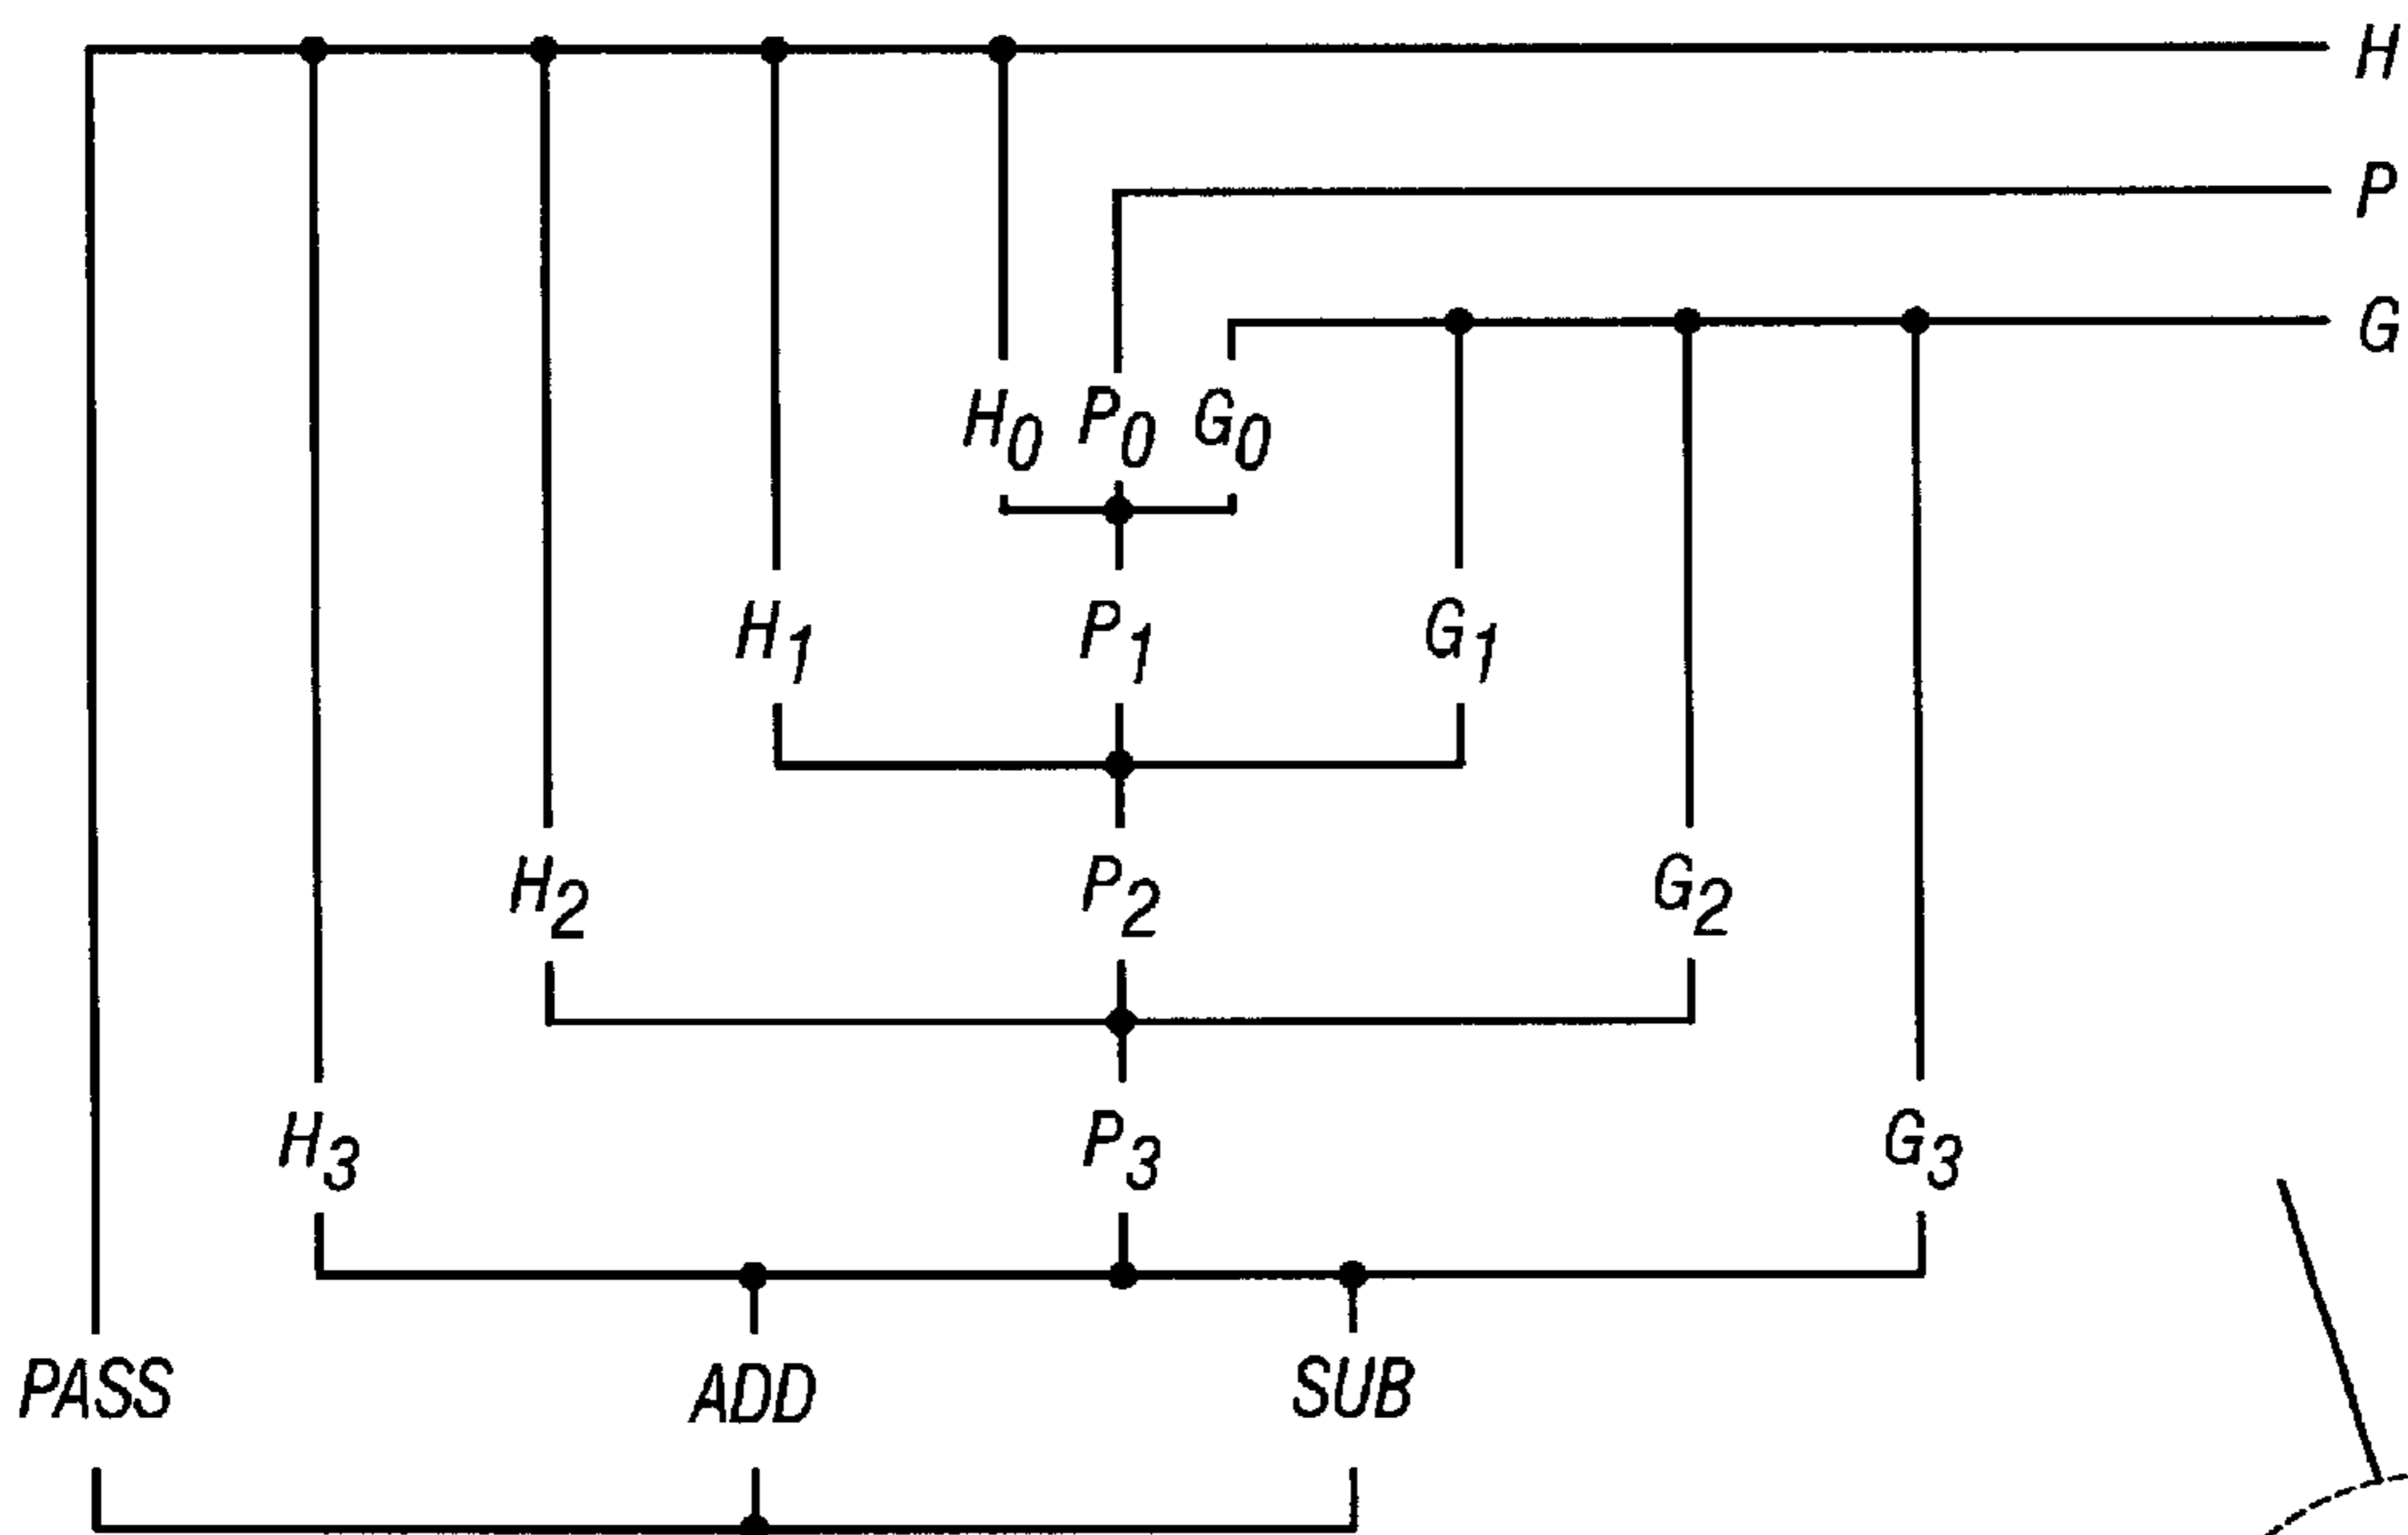 H
P
G
H0 P0 G0
H1 P1 G1
H2 P2 G2
H3 P3 G3
PASS ADD SUB